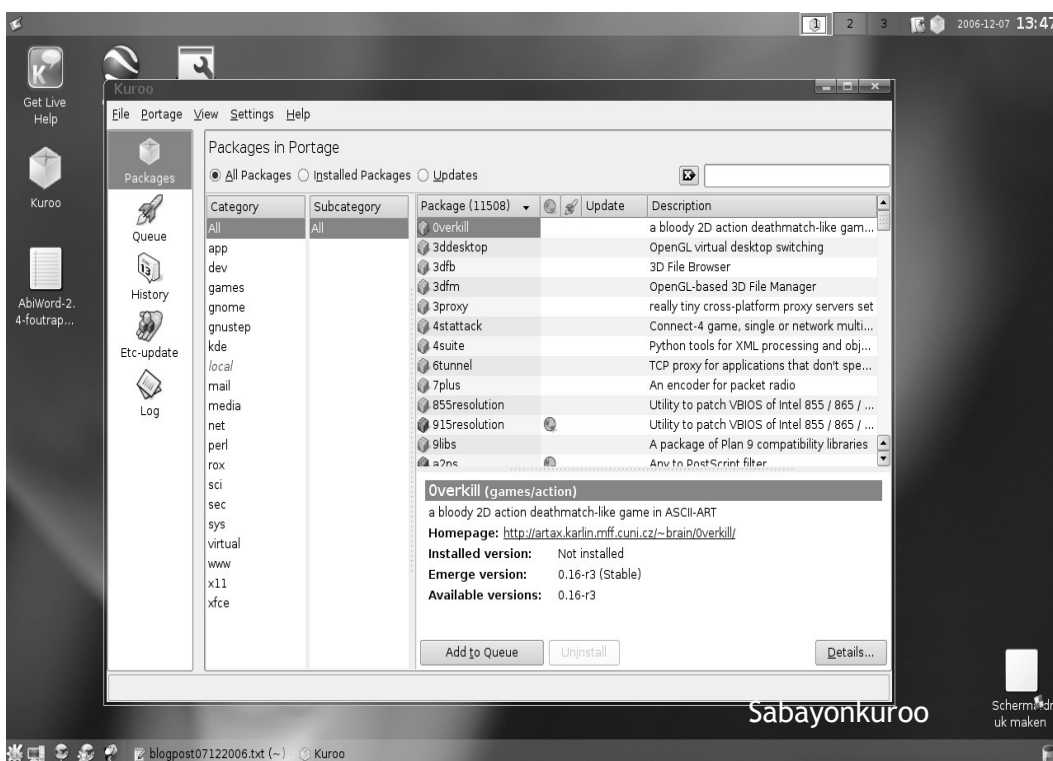 1 2 3 2006-12-07 13:47
Get Live
Help
Kuroo
AbiWord-2.
4-foutrap...
Kuroo
File Portage View Settings Help
Packages
Queue
History
Etc-update
Log
Packages in Portage
All Packages Installed Packages Updates
Category Subcategory
All All
app
dev
games
gnome
gnustep
kde
local
mail
media
net
perl
rox
sci
sec
sys
virtual
www
x11
xfce
Package (11508) Update Description
0verkill a bloody 2D action deathmatch-like gam...
3ddesktop OpenGL virtual desktop switching
3dfb 3D File Browser
3dfm OpenGL-based 3D File Manager
3proxy really tiny cross-platform proxy servers set
4stattack Connect-4 game, single or network multi...
4suite Python tools for XML processing and obj...
6tunnel TCP proxy for applications that don't spe...
7plus An encoder for packet radio
855resolution Utility to patch VBIOS of Intel 855 / 865 / ...
915resolution Utility to patch VBIOS of Intel 855 / 865 / ...
9libs A package of Plan 9 compatibility libraries
a2ps Any to PostScript filter
0verkill (games/action)
a bloody 2D action deathmatch-like game in ASCII-ART
Homepage: http://artax.karlin.mff.cuni.cz/~brain/0verkill/
Installed version: Not installed
Emerge version: 0.16-r3 (Stable)
Available versions: 0.16-r3
Add to Queue Uninstall Details...
Sabayonkuroo
uk maken
blogpost07122006.txt (~) Kuroo